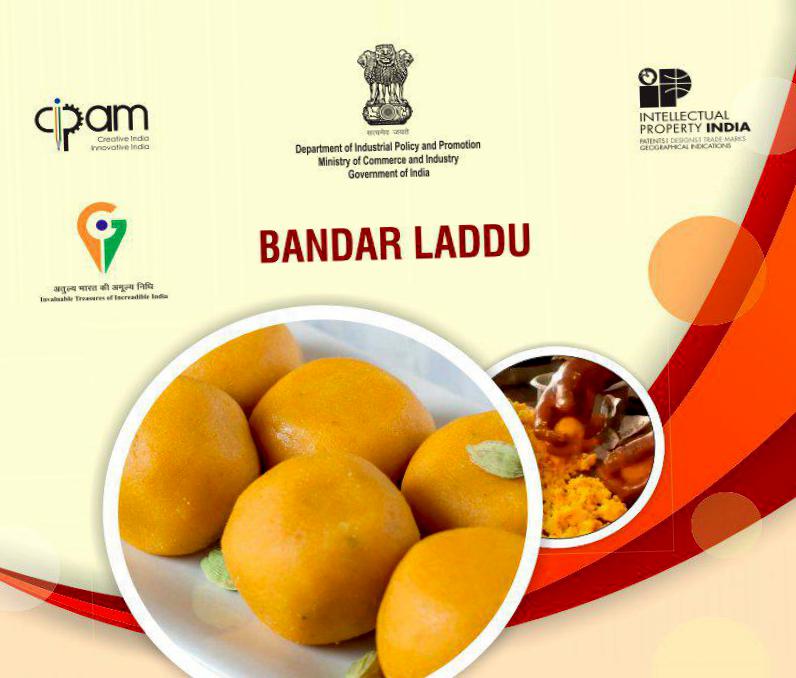 cipam
Creative India
Innovative India
सत्यमेव जयते
Department of Industrial Policy and Promotion
Ministry of Commerce and Industry
Government of India
iP
INTELLECTUAL
PROPERTY INDIA
PATENTS | DESIGNS | TRADE MARKS
GEOGRAPHICAL INDICATIONS
अतुल्य भारत की अमूल्य निधि
Invaluable Treasures of Increadible India
BANDAR LADDU